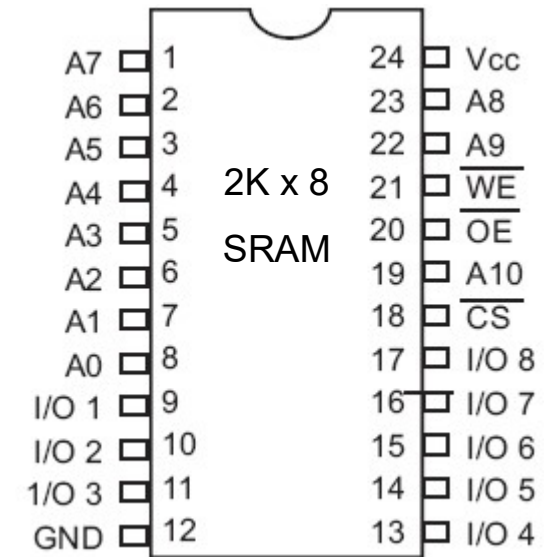 A7 1 24 Vcc
A6 2 23 A8
A5 3 22 A9
A4 4 2K x 8 21 WE
A3 5 SRAM 20 OE
A2 6 19 A10
A1 7 18 CS
A0 8 17 I/O 8
I/O 1 9 16 I/O 7
I/O 2 10 15 I/O 6
1/O 3 11 14 I/O 5
GND 12 13 I/O 4